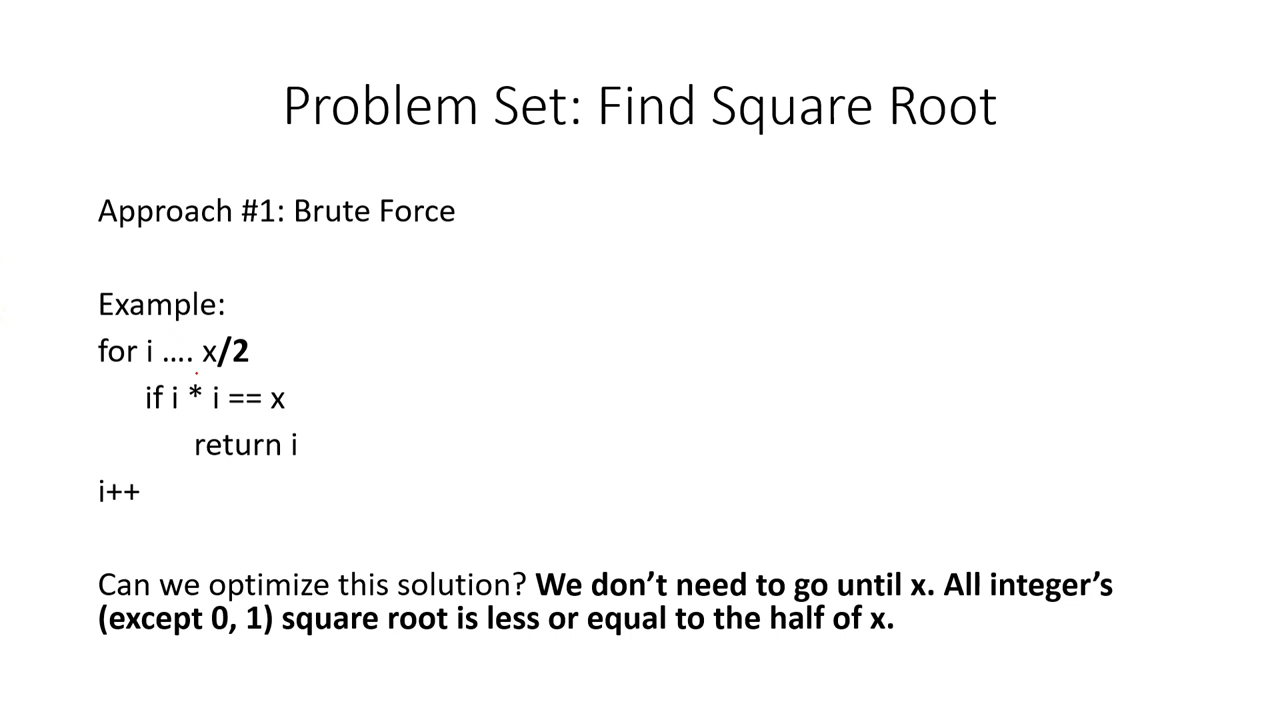 Problem Set: Find Square Root
Approach #1: Brute Force
Example:
for i .... x/2
if i * i == x
return i
i++
Can we optimize this solution? We don’t need to go until x. All integer’s
(except 0, 1) square root is less or equal to the half of x.